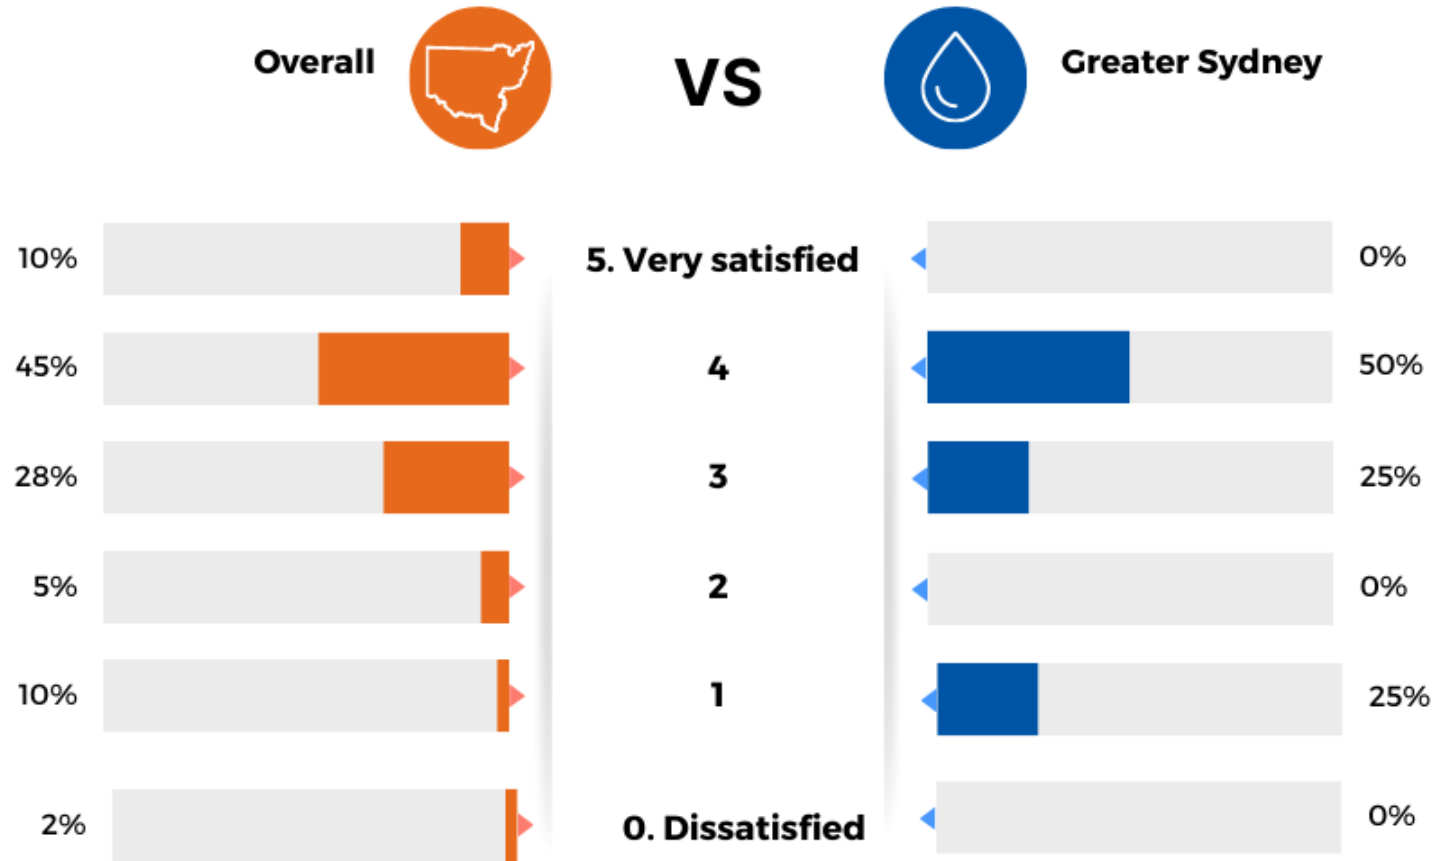 Overall VS Greater Sydney
10% 5. Very satisfied 0%
45% 4 50%
28% 3 25%
5% 2 0%
10% 1 25%
2% 0. Dissatisfied 0%